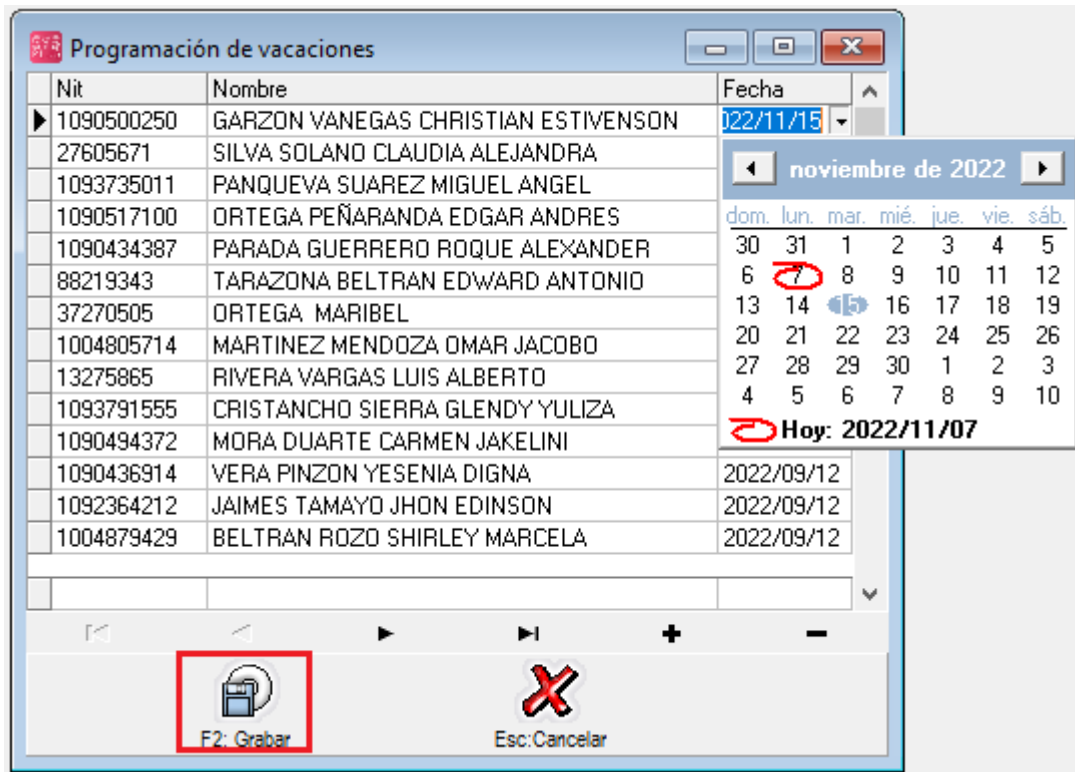 Programación de vacaciones
Nit Nombre Fecha
1090500250 GARZON VANEGAS CHRISTIAN ESTIVENSON 022/11/15
27605671 SILVA SOLANO CLAUDIA ALEJANDRA
1093735011 PANQUEVA SUAREZ MIGUEL ANGEL
1090517100 ORTEGA PEÑARANDA EDGAR ANDRES
1090434387 PARADA GUERRERO ROQUE ALEXANDER
88219343 TARAZONA BELTRAN EDWARD ANTONIO
37270505 ORTEGA MARIBEL
1004805714 MARTINEZ MENDOZA OMAR JACOBO
13275865 RIVERA VARGAS LUIS ALBERTO
1093791555 CRISTANCHO SIERRA GLENDY YULIZA
1090494372 MORA DUARTE CARMEN JAKELINI
1090436914 VERA PINZON YESENIA DIGNA 2022/09/12
1092364212 JAIMES TAMAYO JHON EDINSON 2022/09/12
1004879429 BELTRAN ROZO SHIRLEY MARCELA 2022/09/12
noviembre de 2022
dom. lun. mar. mié. jue. vie. sáb.
30 31 1 2 3 4 5
6 7 8 9 10 11 12
13 14 15 16 17 18 19
20 21 22 23 24 25 26
27 28 29 30 1 2 3
4 5 6 7 8 9 10
Hoy: 2022/11/07
F2: Grabar Esc:Cancelar